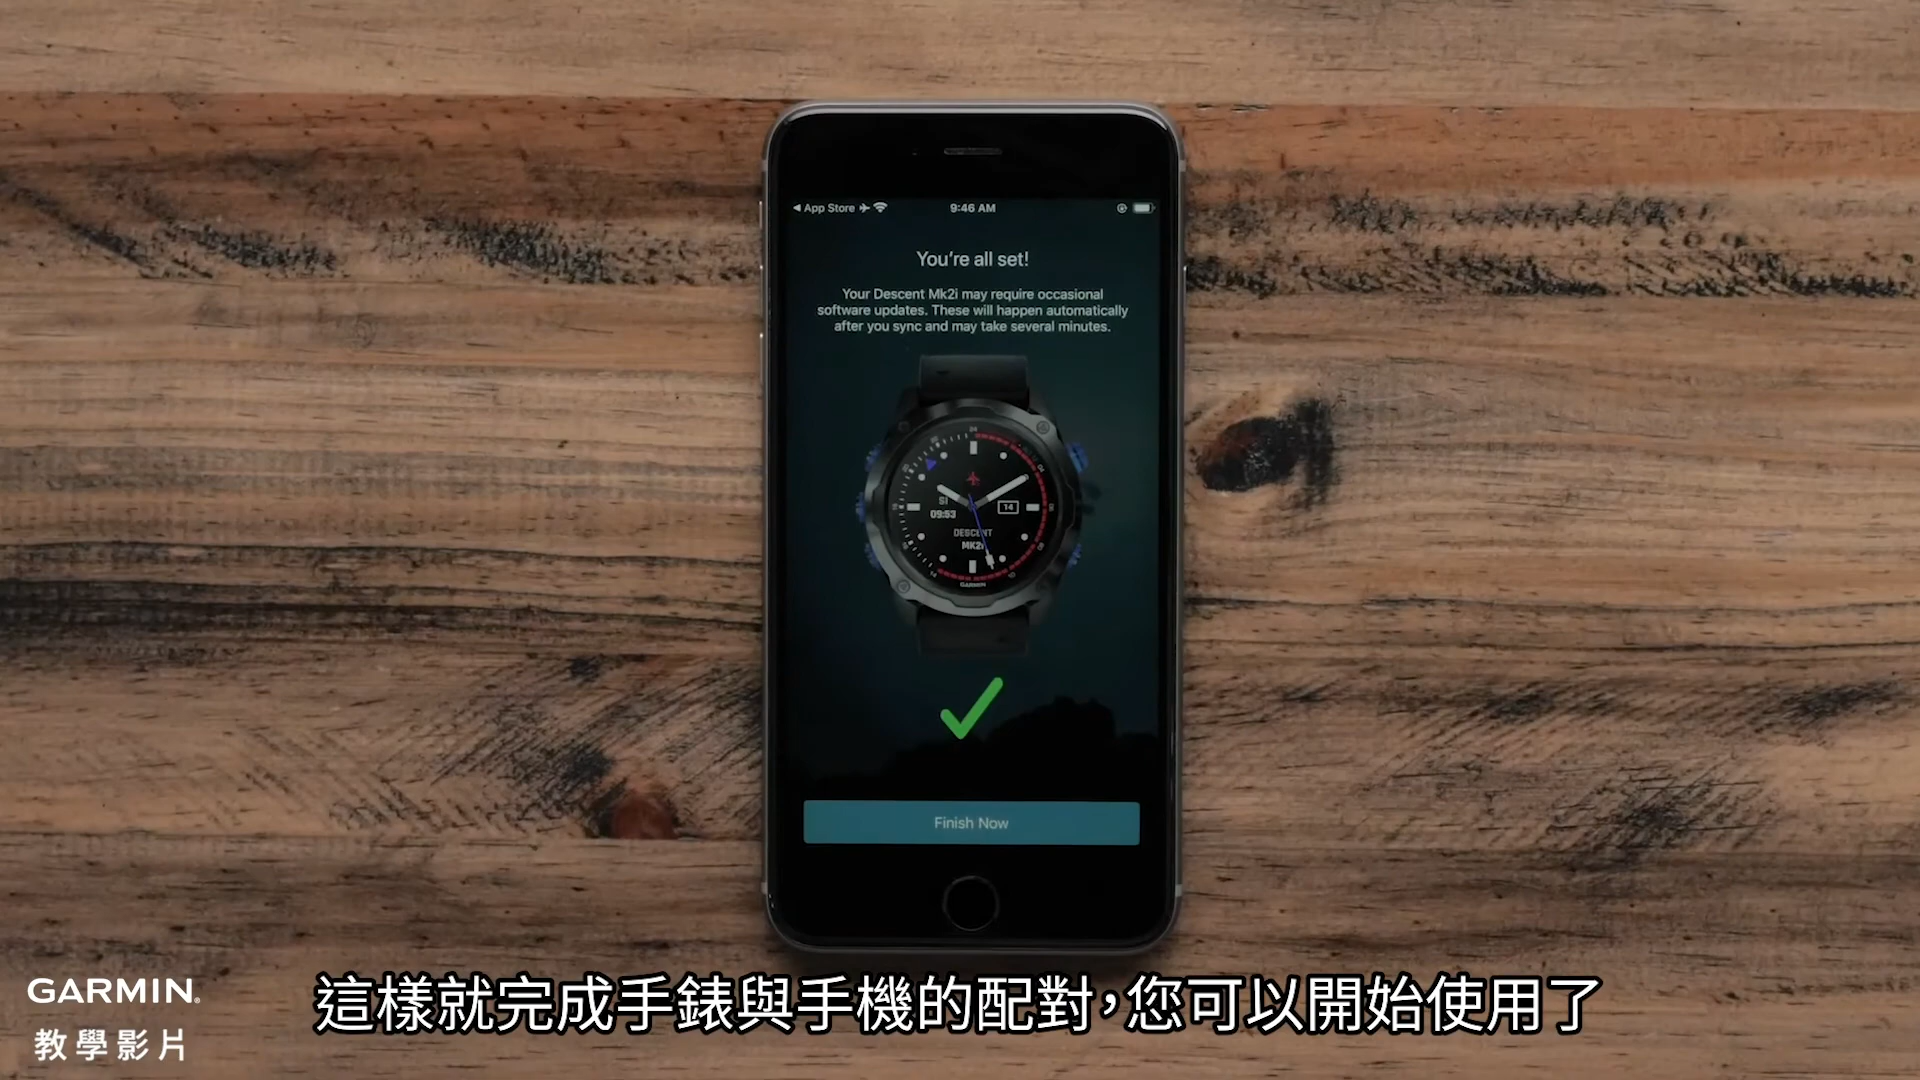 ◀ App Store
9:46 AM
You're all set!
Your Descent Mk2i may require occasional
software updates. These will happen automatically
after you sync and may take several minutes.
SI
09:53
14
DESCENT
MK2i
GARMIN
Finish Now
GARMIN
教學影片
這樣就完成手錶與手機的配對,您可以開始使用了